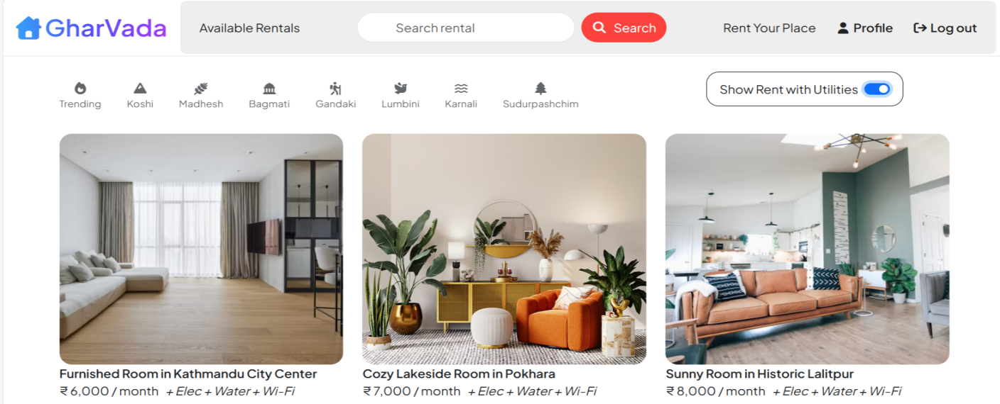 GharVada
Available Rentals
Search rental
Search
Rent Your Place
Profile
Log out
Trending
Koshi
Madhesh
Bagmati
Gandaki
Lumbini
Karnali
Sudurpashchim
Show Rent with Utilities
Furnished Room in Kathmandu City Center
₹ 6,000 / month + Elec + Water + Wi-Fi
Cozy Lakeside Room in Pokhara
₹ 7,000 / month + Elec + Water + Wi-Fi
Sunny Room in Historic Lalitpur
₹ 8,000 / month + Elec + Water + Wi-Fi